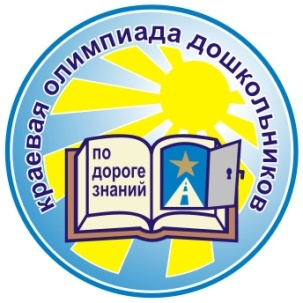 краевая олимпиада дошкольников
по
дороге
знаний